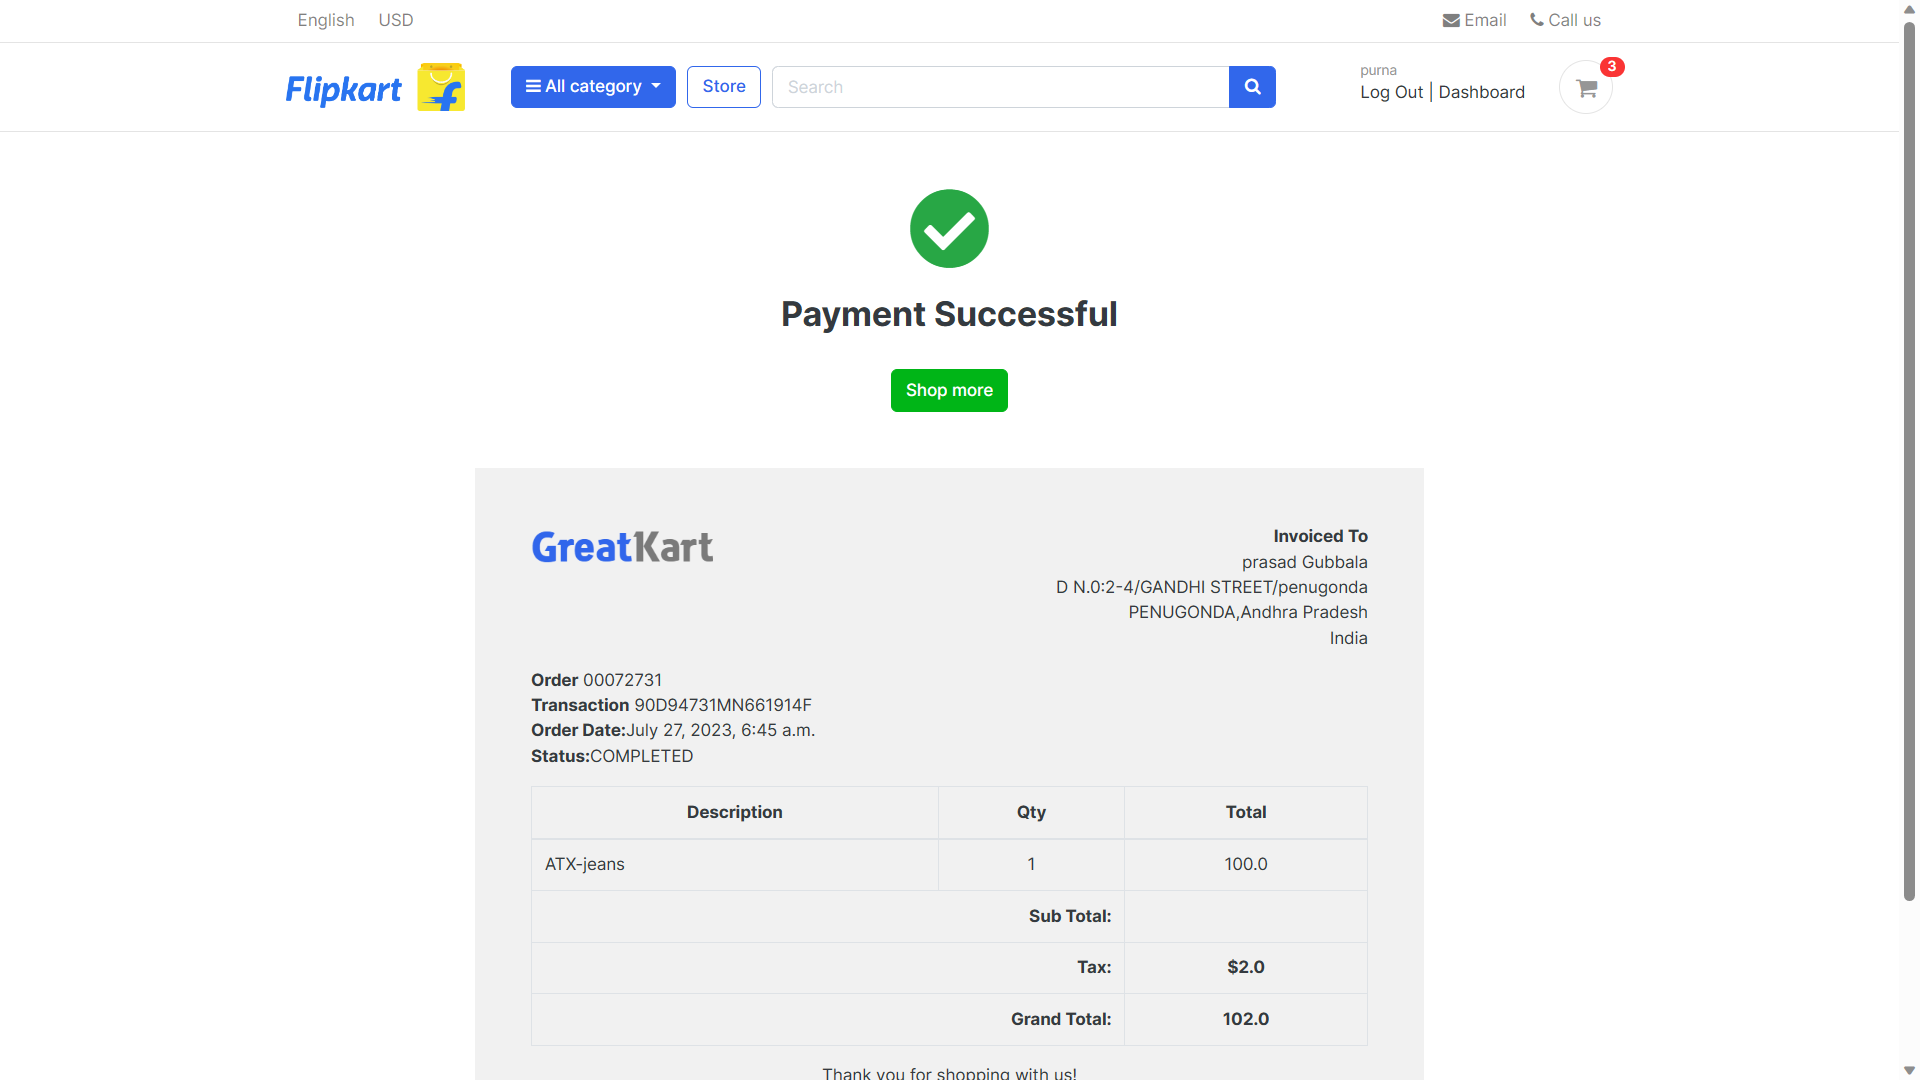 English USD Email Call us
Flipkart All category Store Search purna 3
Log Out | Dashboard
Payment Successful
Shop more
GreatKart
Invoiced To
prasad Gubbala
D N.0:2-4/GANDHI STREET/penugonda
PENUGONDA,Andhra Pradesh
India
Order 00072731
Transaction 90D94731MN661914F
Order Date:July 27, 2023, 6:45 a.m.
Status:COMPLETED
Description Qty Total
ATX-jeans 1 100.0
Sub Total:
Tax: $2.0
Grand Total: 102.0
Thank you for shopping with us!